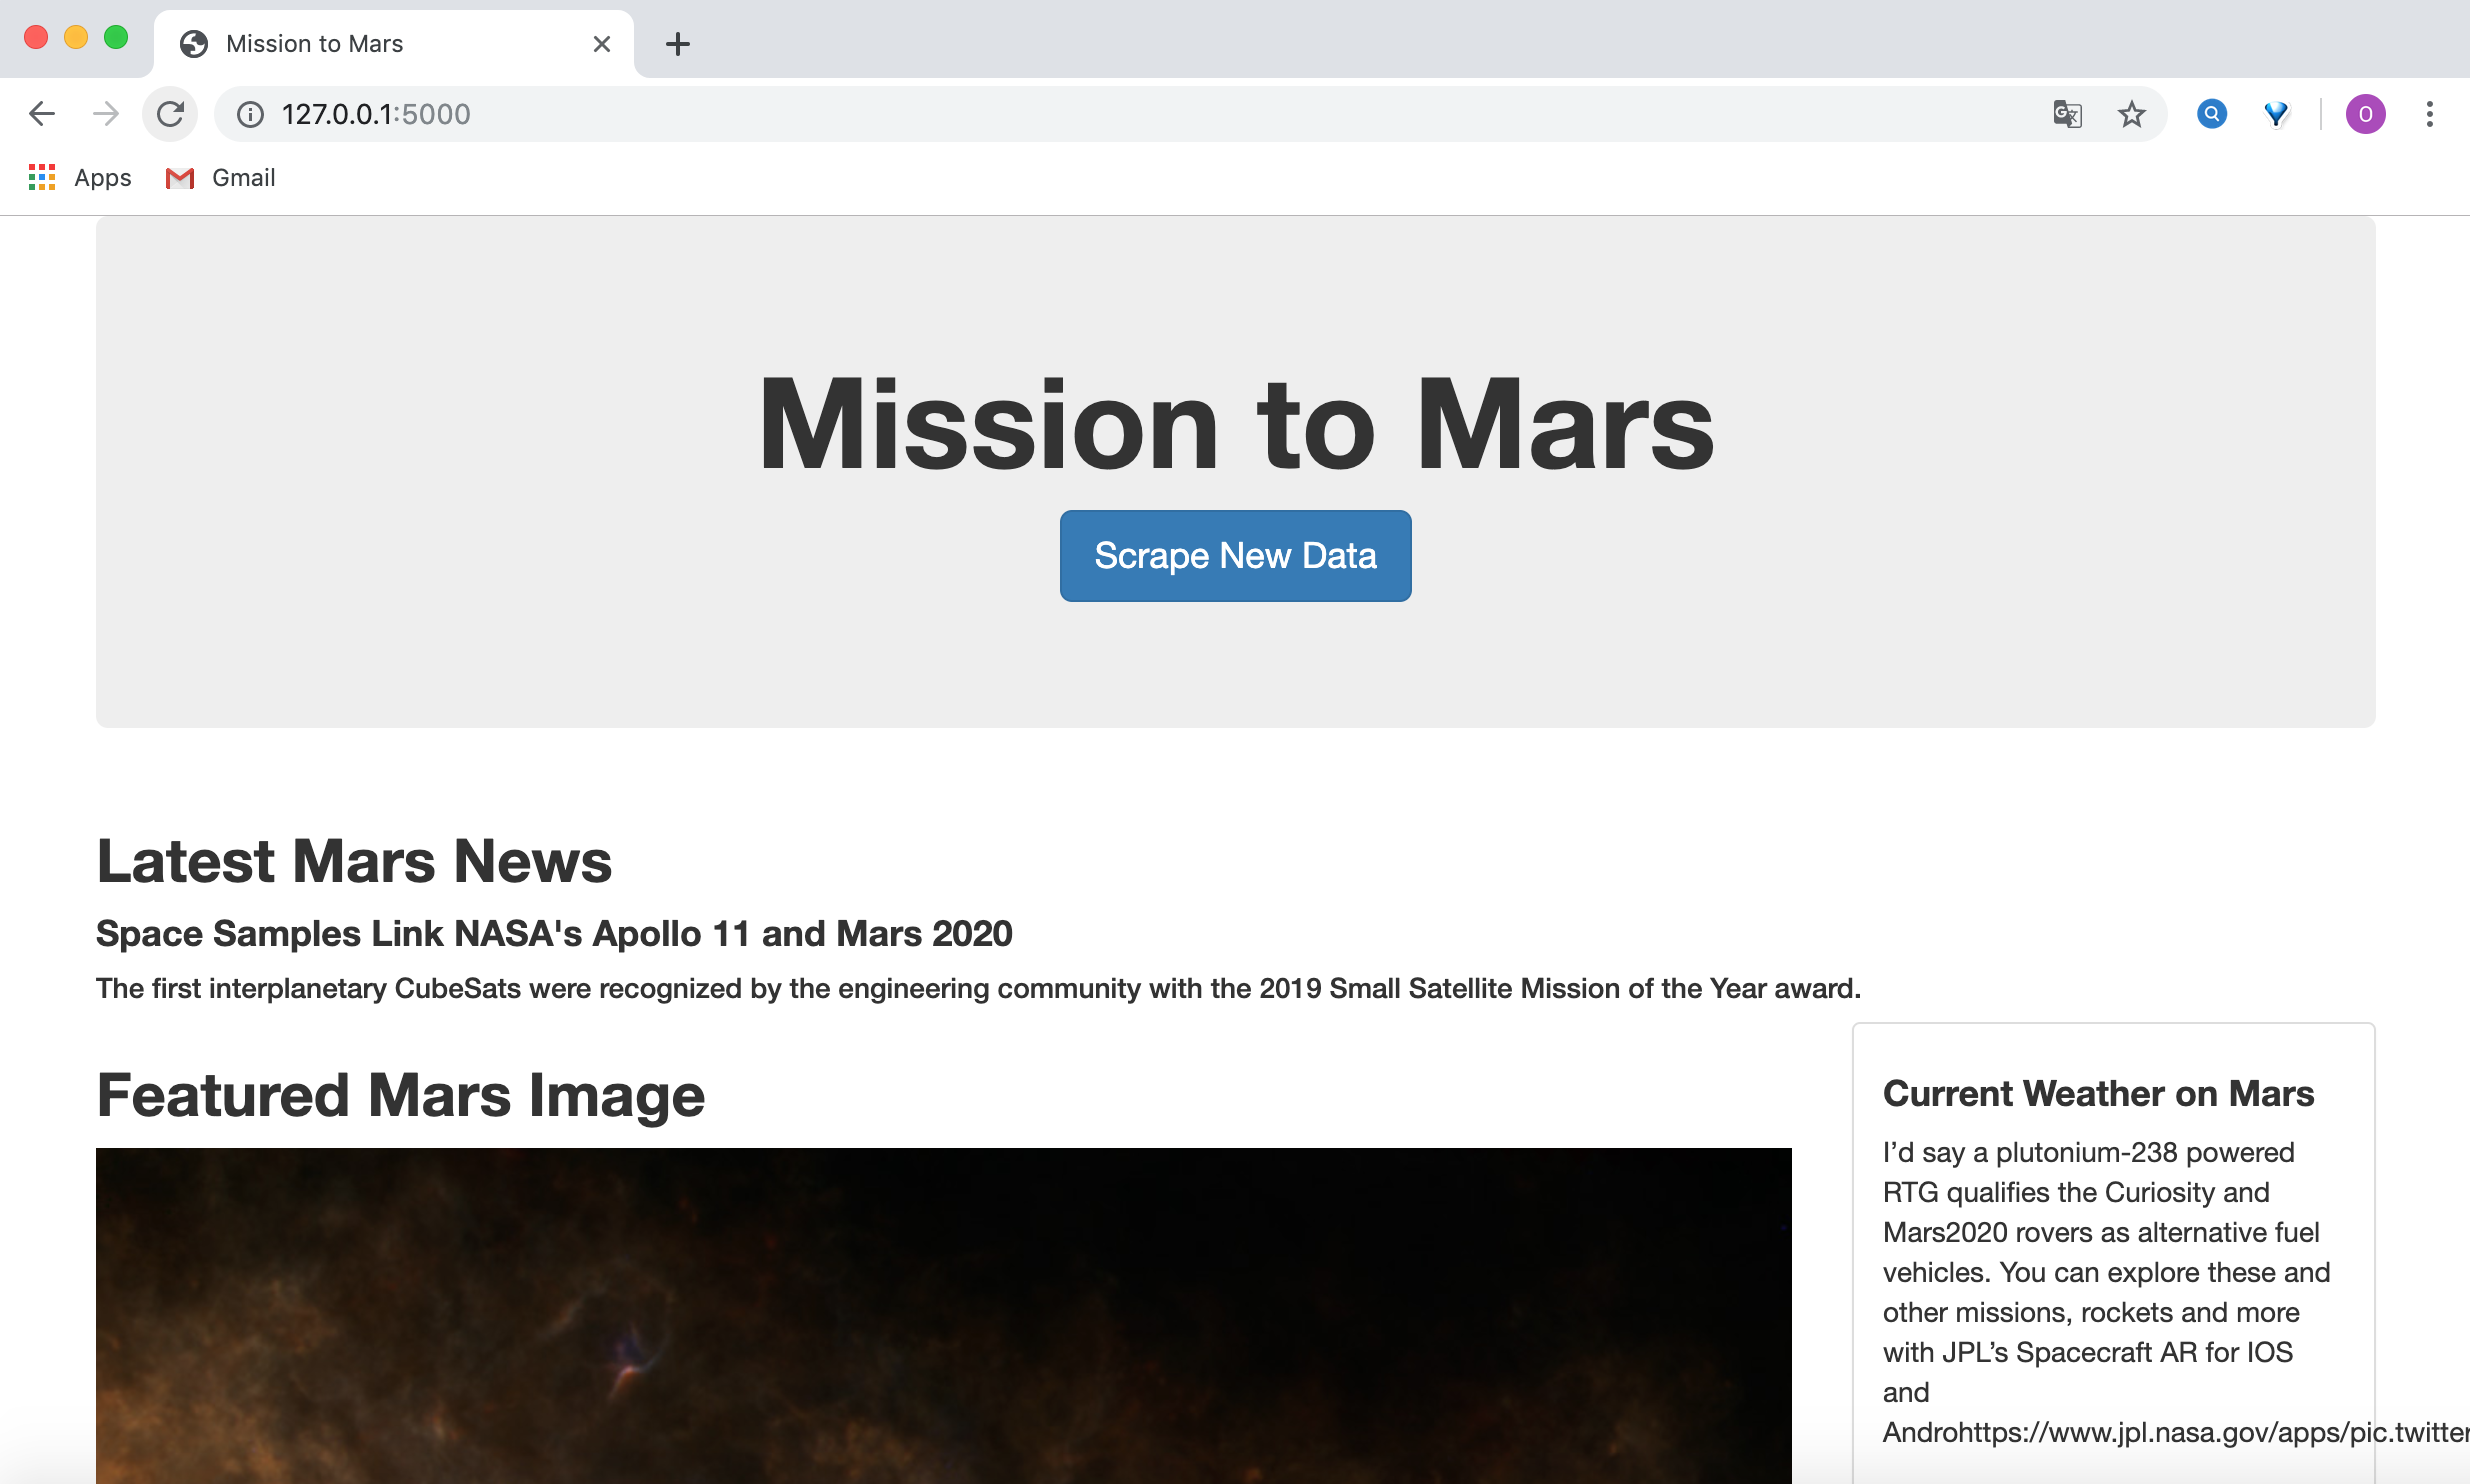 Mission to Mars
127.0.0.1:5000
O
Apps
Gmail
Mission to Mars
Scrape New Data
Latest Mars News
Space Samples Link NASA's Apollo 11 and Mars 2020
The first interplanetary CubeSats were recognized by the engineering community with the 2019 Small Satellite Mission of the Year award.
Featured Mars Image
Current Weather on Mars
I’d say a plutonium-238 powered
RTG qualifies the Curiosity and
Mars2020 rovers as alternative fuel
vehicles. You can explore these and
other missions, rockets and more
with JPL’s Spacecraft AR for IOS
and
Androhttps://www.jpl.nasa.gov/apps/pic.twitter